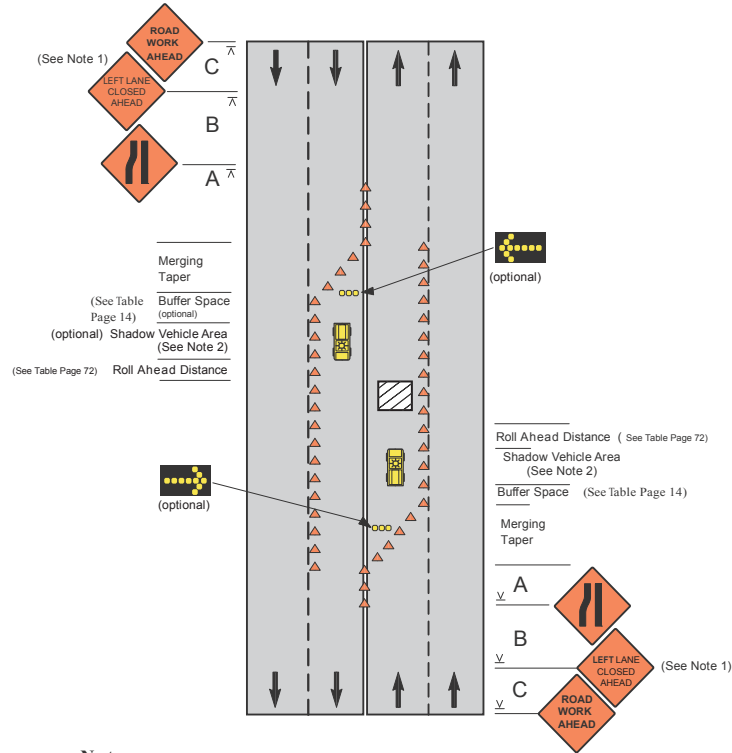 ROAD
WORK
AHEAD
(See Note 1)
C
LEFT LANE
CLOSED
AHEAD
B
A
Merging
Taper
(optional)
(See Table
Page 14)
Buffer Space
(optional)
(optional) Shadow Vehicle Area
(See Note 2)
(See Table Page 72) Roll Ahead Distance
Roll Ahead Distance ( See Table Page 72)
Shadow Vehicle Area
(See Note 2)
(optional)
Buffer Space (See Table Page 14)
Merging
Taper
A
B
LEFT LANE
CLOSED
AHEAD
(See Note 1)
C
ROAD
WORK
AHEAD